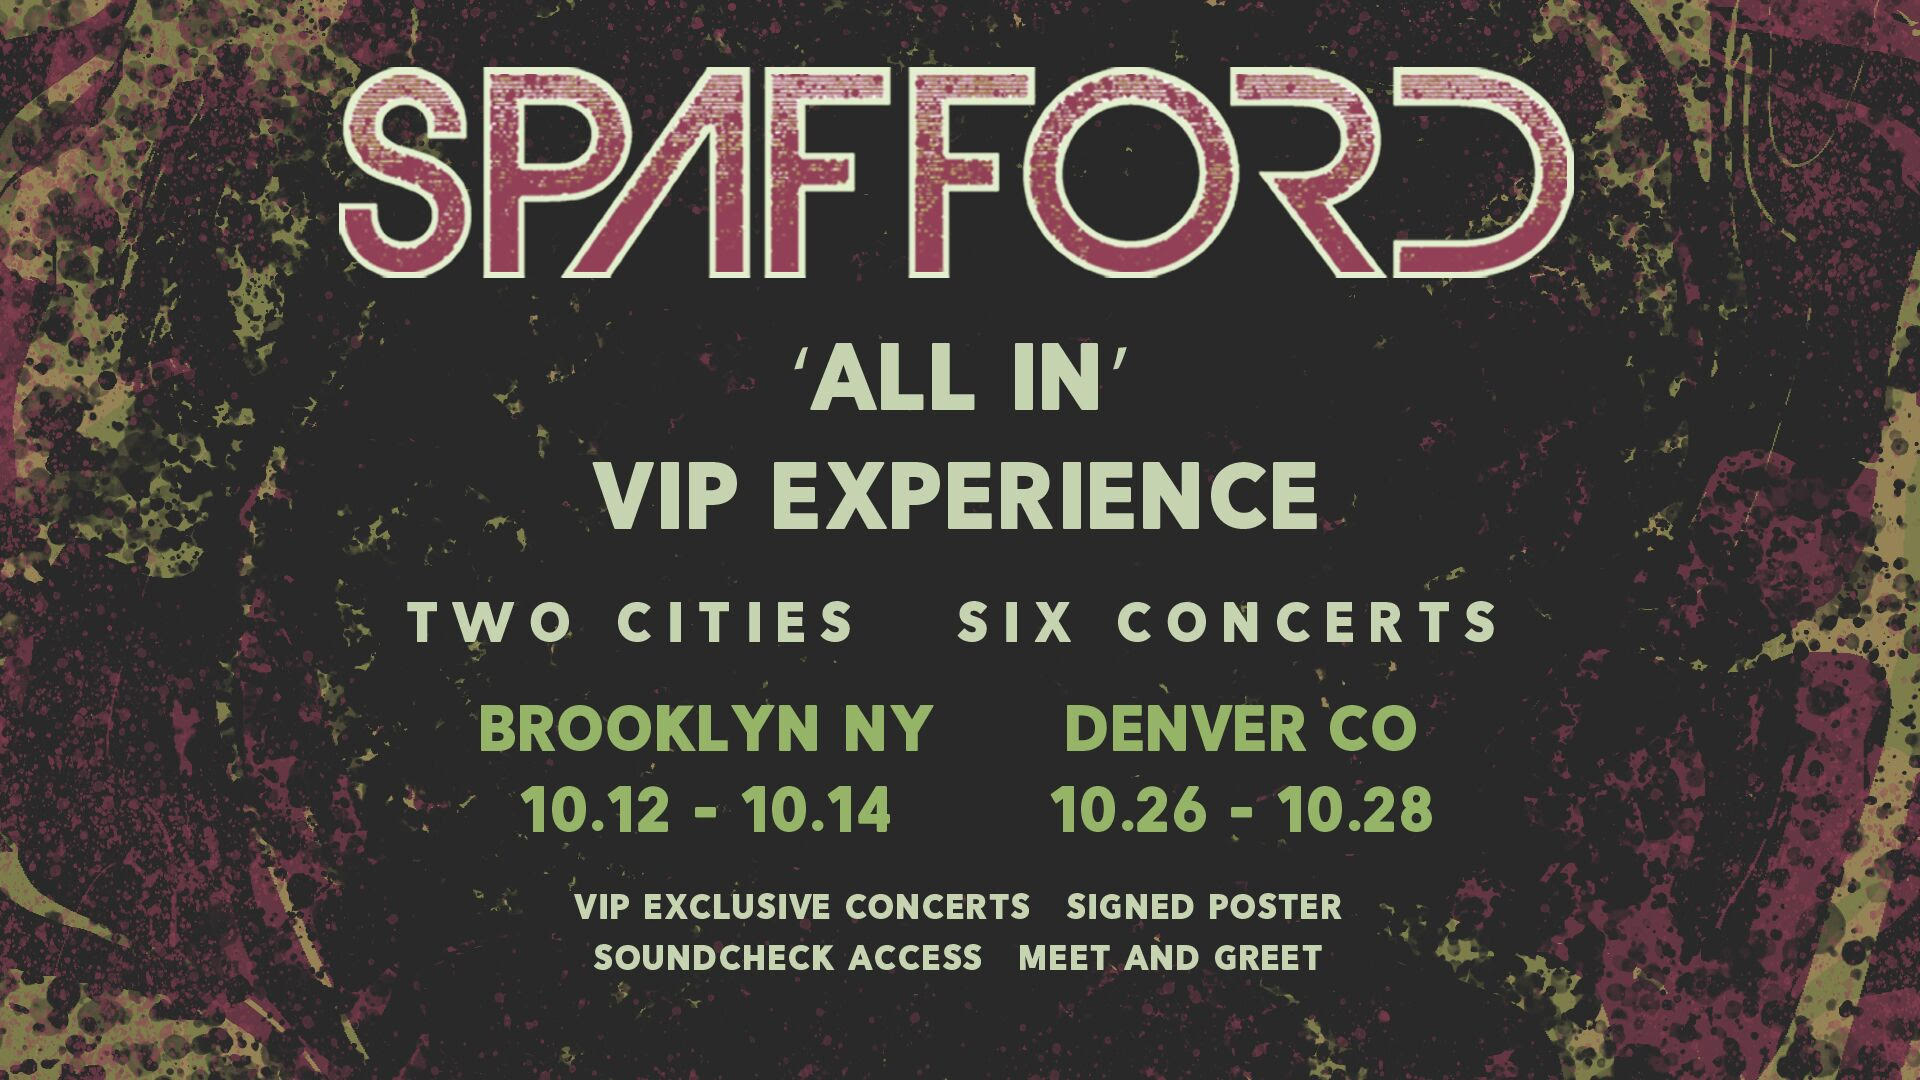 SPAFFORD
'ALL IN'
VIP EXPERIENCE
TWO CITIES SIX CONCERTS
BROOKLYN NY DENVER CO
10.12 - 10.14 10.26 - 10.28
VIP EXCLUSIVE CONCERTS SIGNED POSTER
SOUNDCHECK ACCESS MEET AND GREET